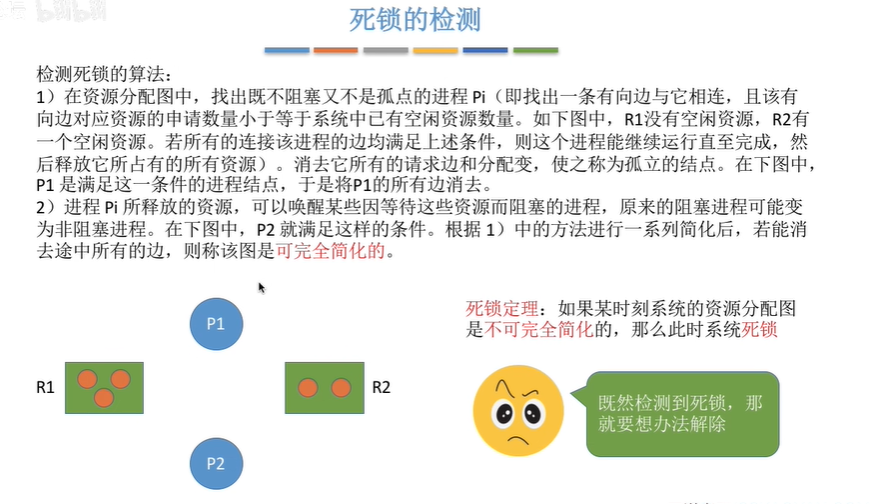 bilibili
死锁的检测
检测死锁的算法：
1）在资源分配图中，找出既不阻塞又不是孤点的进程 Pi（即找出一条有向边与它相连，且该有
向边对应资源的申请数量小于等于系统中已有空闲资源数量。如下图中，R1没有空闲资源，R2有
一个空闲资源。若所有的连接该进程的边均满足上述条件，则这个进程能继续运行直至完成，然
后释放它所占有的所有资源）。消去它所有的请求边和分配变，使之称为孤立的结点。在下图中，
P1 是满足这一条件的进程结点，于是将P1的所有边消去。
2）进程 Pi 所释放的资源，可以唤醒某些因等待这些资源而阻塞的进程，原来的阻塞进程可能变
为非阻塞进程。在下图中，P2 就满足这样的条件。根据 1）中的方法进行一系列简化后，若能消
去途中所有的边，则称该图是可完全简化的。
死锁定理：如果某时刻系统的资源分配图
是不可完全简化的，那么此时系统死锁
P1
R1
R2
既然检测到死锁，那
就要想办法解除
P2